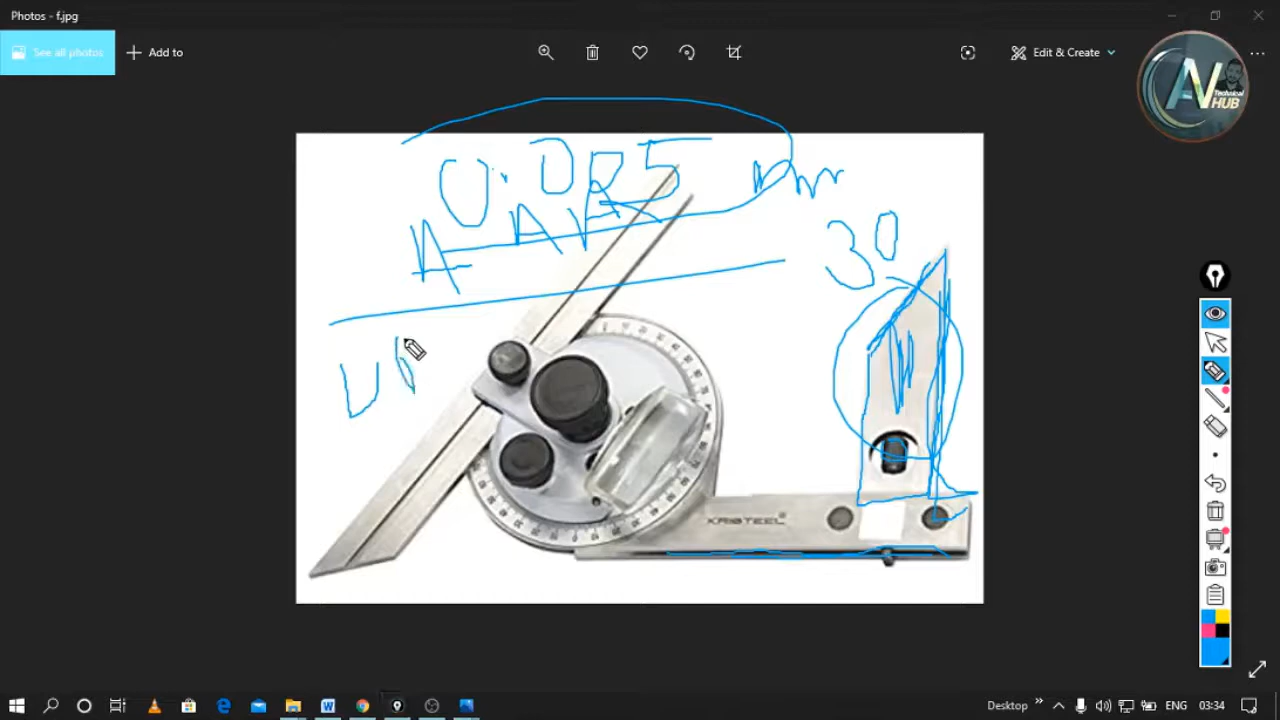 Photos - f.jpg
See all photos
Add to
Edit & Create
AV
Technical
HUB
0.025 mm
30
KRISTEEL
Desktop
ENG
03:34